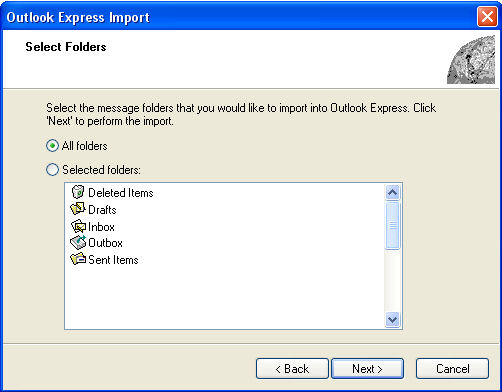 Outlook Express Import
Select Folders
Select the message folders that you would like to import into Outlook Express. Click
'Next' to perform the import.
All folders
Selected folders:
Deleted Items
Drafts
Inbox
Outbox
Sent Items
< Back
Next >
Cancel